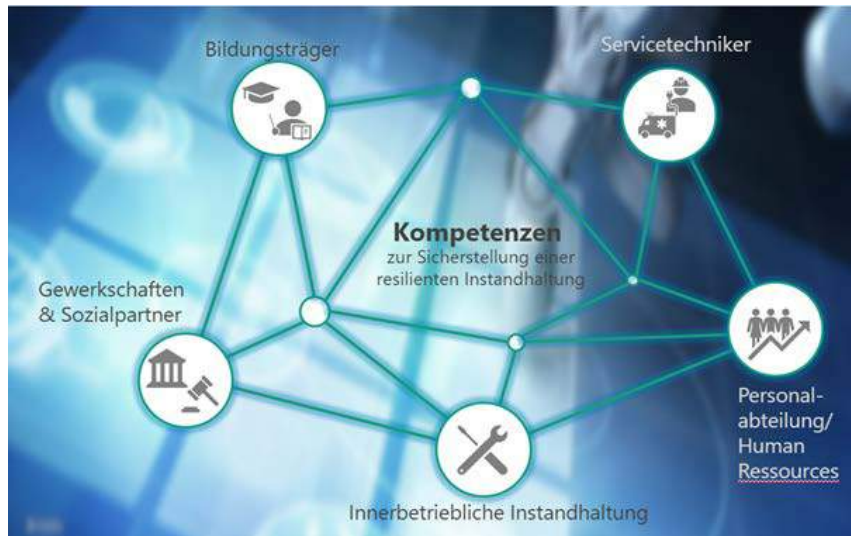 Bildungsträger
Servicetechniker
Kompetenzen
zur Sicherstellung einer
resilienten Instandhaltung
Gewerkschaften
& Sozialpartner
Personal-
abteilung/
Human
Ressources
Innerbetriebliche Instandhaltung